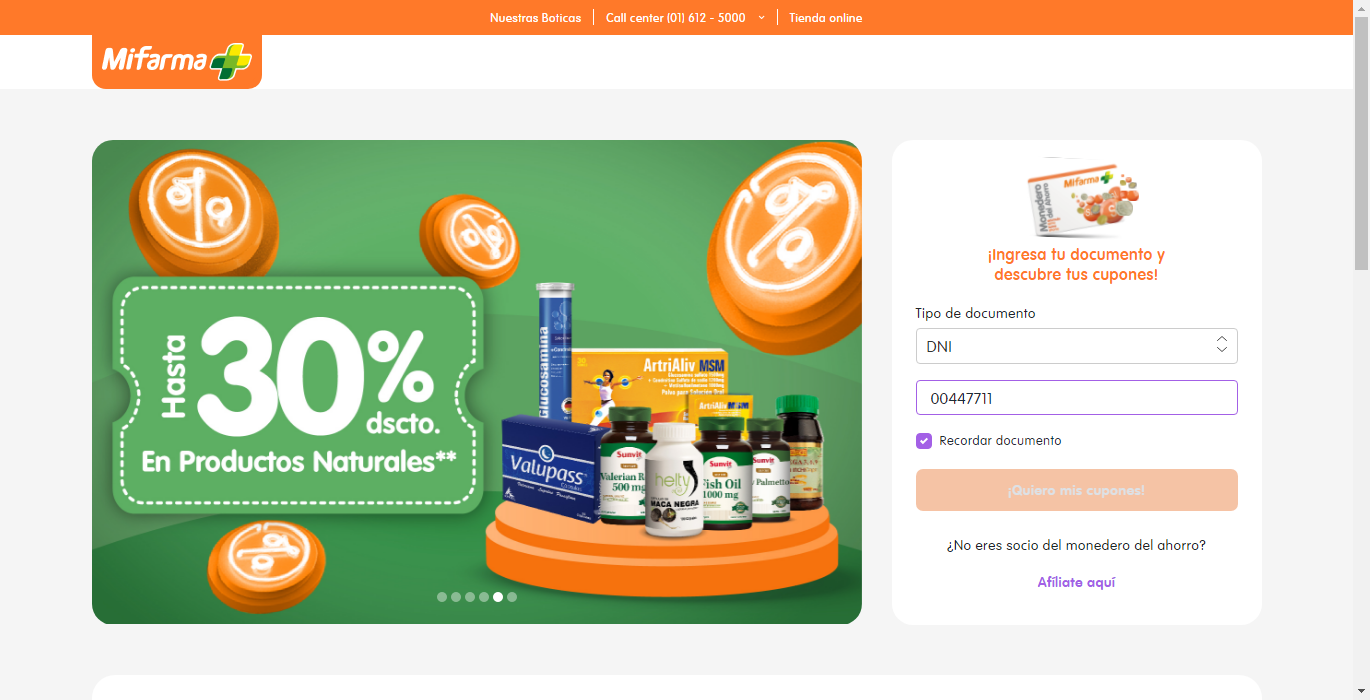 Nuestras Boticas
Call center (01) 612 - 5000
Tienda online
Mifarma
Hasta
30%
dscto.
En Productos Naturales**
Glucosamina
ArtriAliv MSM
ArtriAliv MSM
Valupass
Sunvit
500 mg
helty
MACA NEGRA
Sunvit
Fish Oil
1000 mg
Sunvit
Palmetto
Monedero
del Ahorro
Mifarma
¡Ingresa tu documento y
descubre tus cupones!
Tipo de documento
DNI
00447711
Recordar documento
¡Quiero mis cupones!
¿No eres socio del monedero del ahorro?
Afíliate aquí